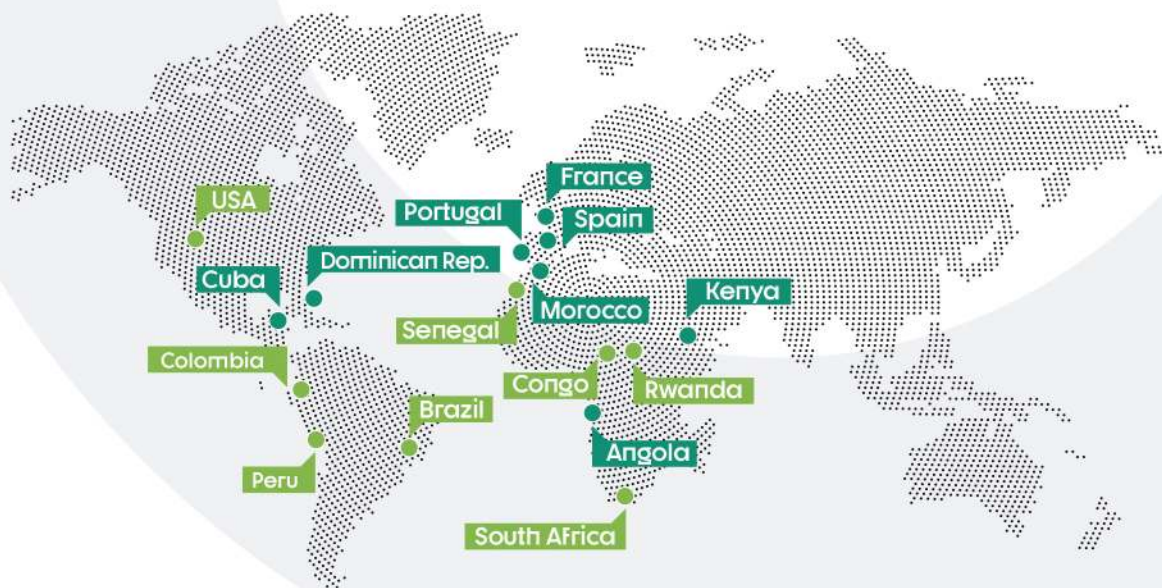 France
USA
Portugal
Spain
Dominican Rep.
Cuba
Kenya
Morocco
Senegal
Colombia
Congo
Rwanda
Brazil
Angola
Peru
South Africa